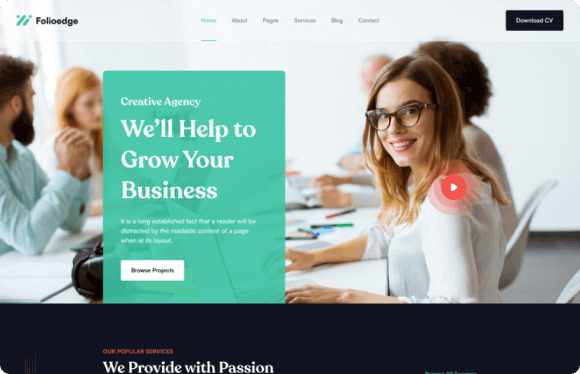 Folioedge
Home About Pages Services Blog Contact
Download CV
Creative Agency
We'll Help to
Grow Your
Business
It is a long established fact that a reader will be
distracted by the readable content of a page
when at its layout.
Browse Projects
OUR POPULAR SERVICES
We Provide with Passion